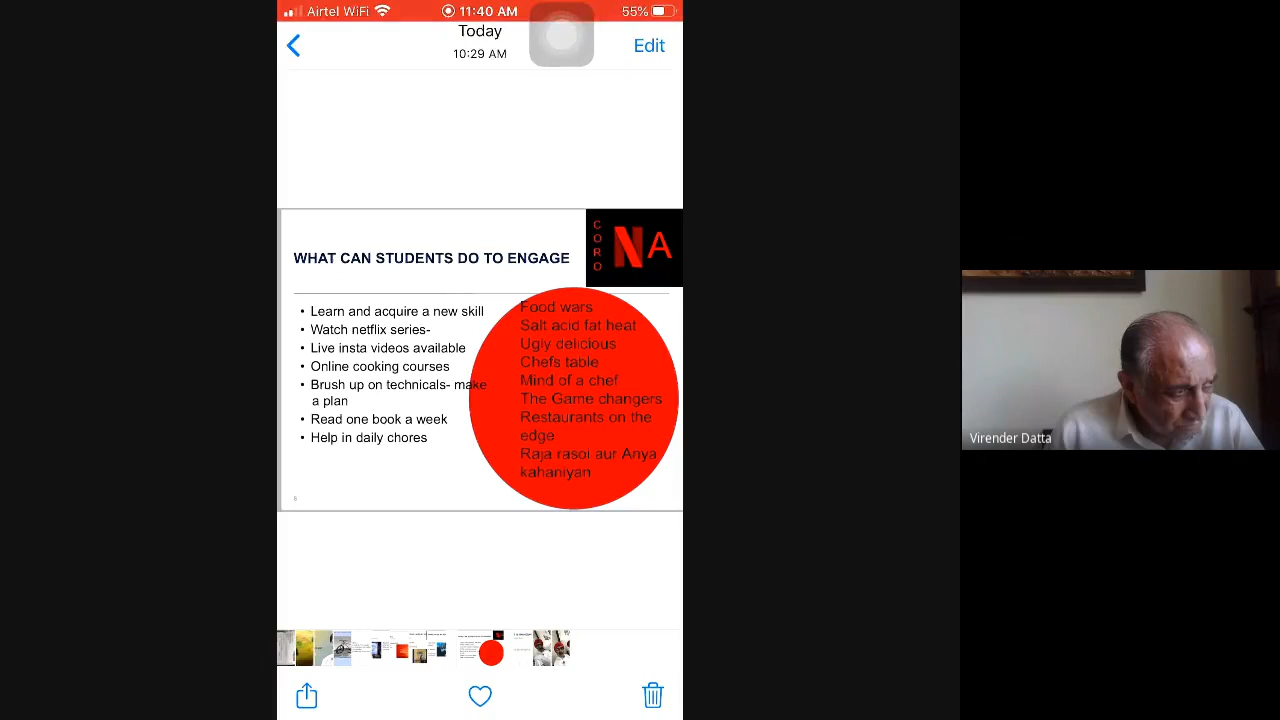 Airtel WiFi
11:40 AM
55%
Today
10:29 AM
Edit
CORO
NA
WHAT CAN STUDENTS DO TO ENGAGE
• Learn and acquire a new skill
• Watch netflix series-
• Live insta videos available
• Online cooking courses
• Brush up on technicals- make
a plan
• Read one book a week
• Help in daily chores
Food wars
Salt acid fat heat
Ugly delicious
Chefs table
Mind of a chef
The Game changers
Restaurants on the
edge
Raja rasoi aur Anya
kahaniyan
Virender Datta